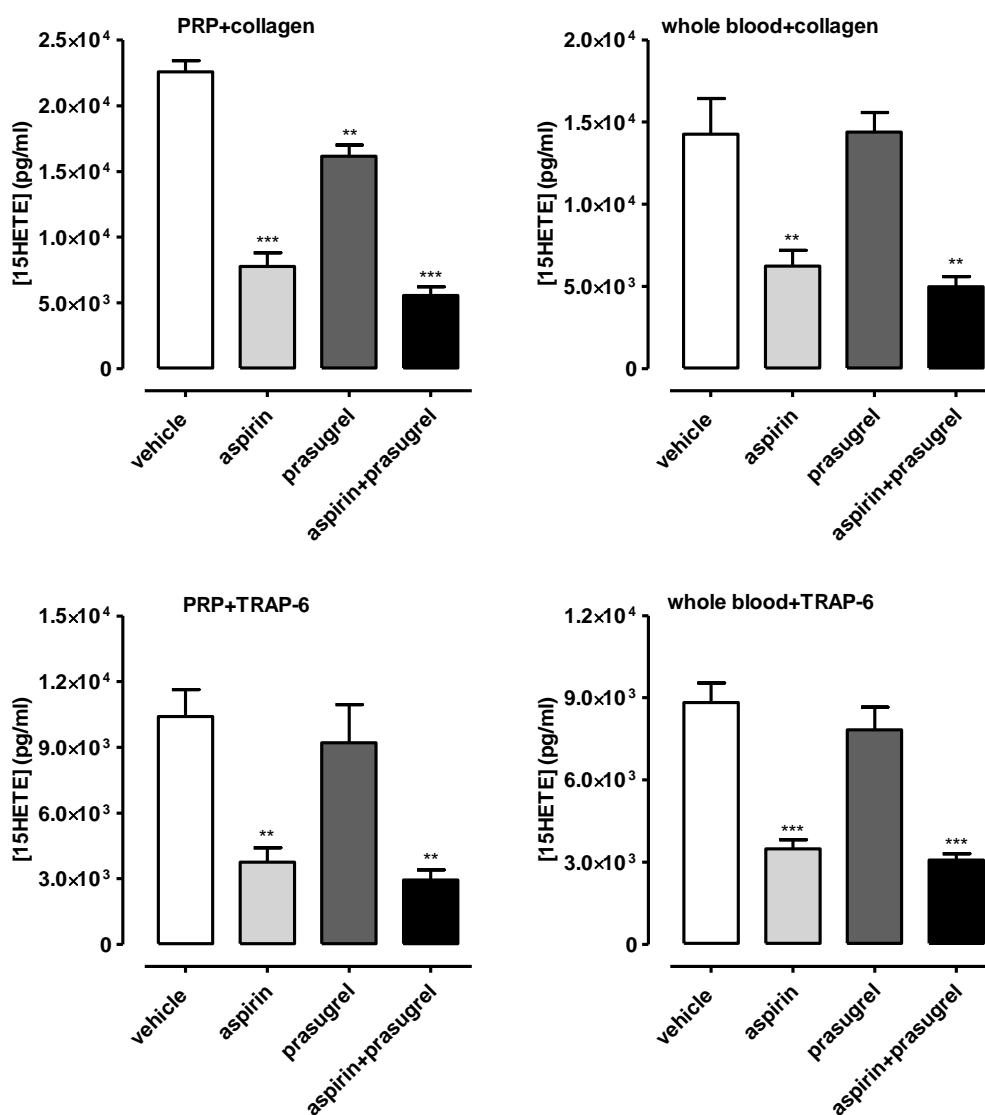 PRP+collagen
[15HETE] (pg/ml)
2.5×10⁴
2.0×10⁴
1.5×10⁴
1.0×10⁴
5.0×10³
0
***
**
***
vehicle
aspirin
prasugrel
aspirin+prasugrel
whole blood+collagen
[15HETE] (pg/ml)
2.0×10⁴
1.5×10⁴
1.0×10⁴
5.0×10³
0
**
**
vehicle
aspirin
prasugrel
aspirin+prasugrel
PRP+TRAP-6
[15HETE] (pg/ml)
1.5×10⁴
1.2×10⁴
9.0×10³
6.0×10³
3.0×10³
0
**
**
vehicle
aspirin
prasugrel
aspirin+prasugrel
whole blood+TRAP-6
[15HETE] (pg/ml)
1.2×10⁴
9.0×10³
6.0×10³
3.0×10³
0
***
***
vehicle
aspirin
prasugrel
aspirin+prasugrel